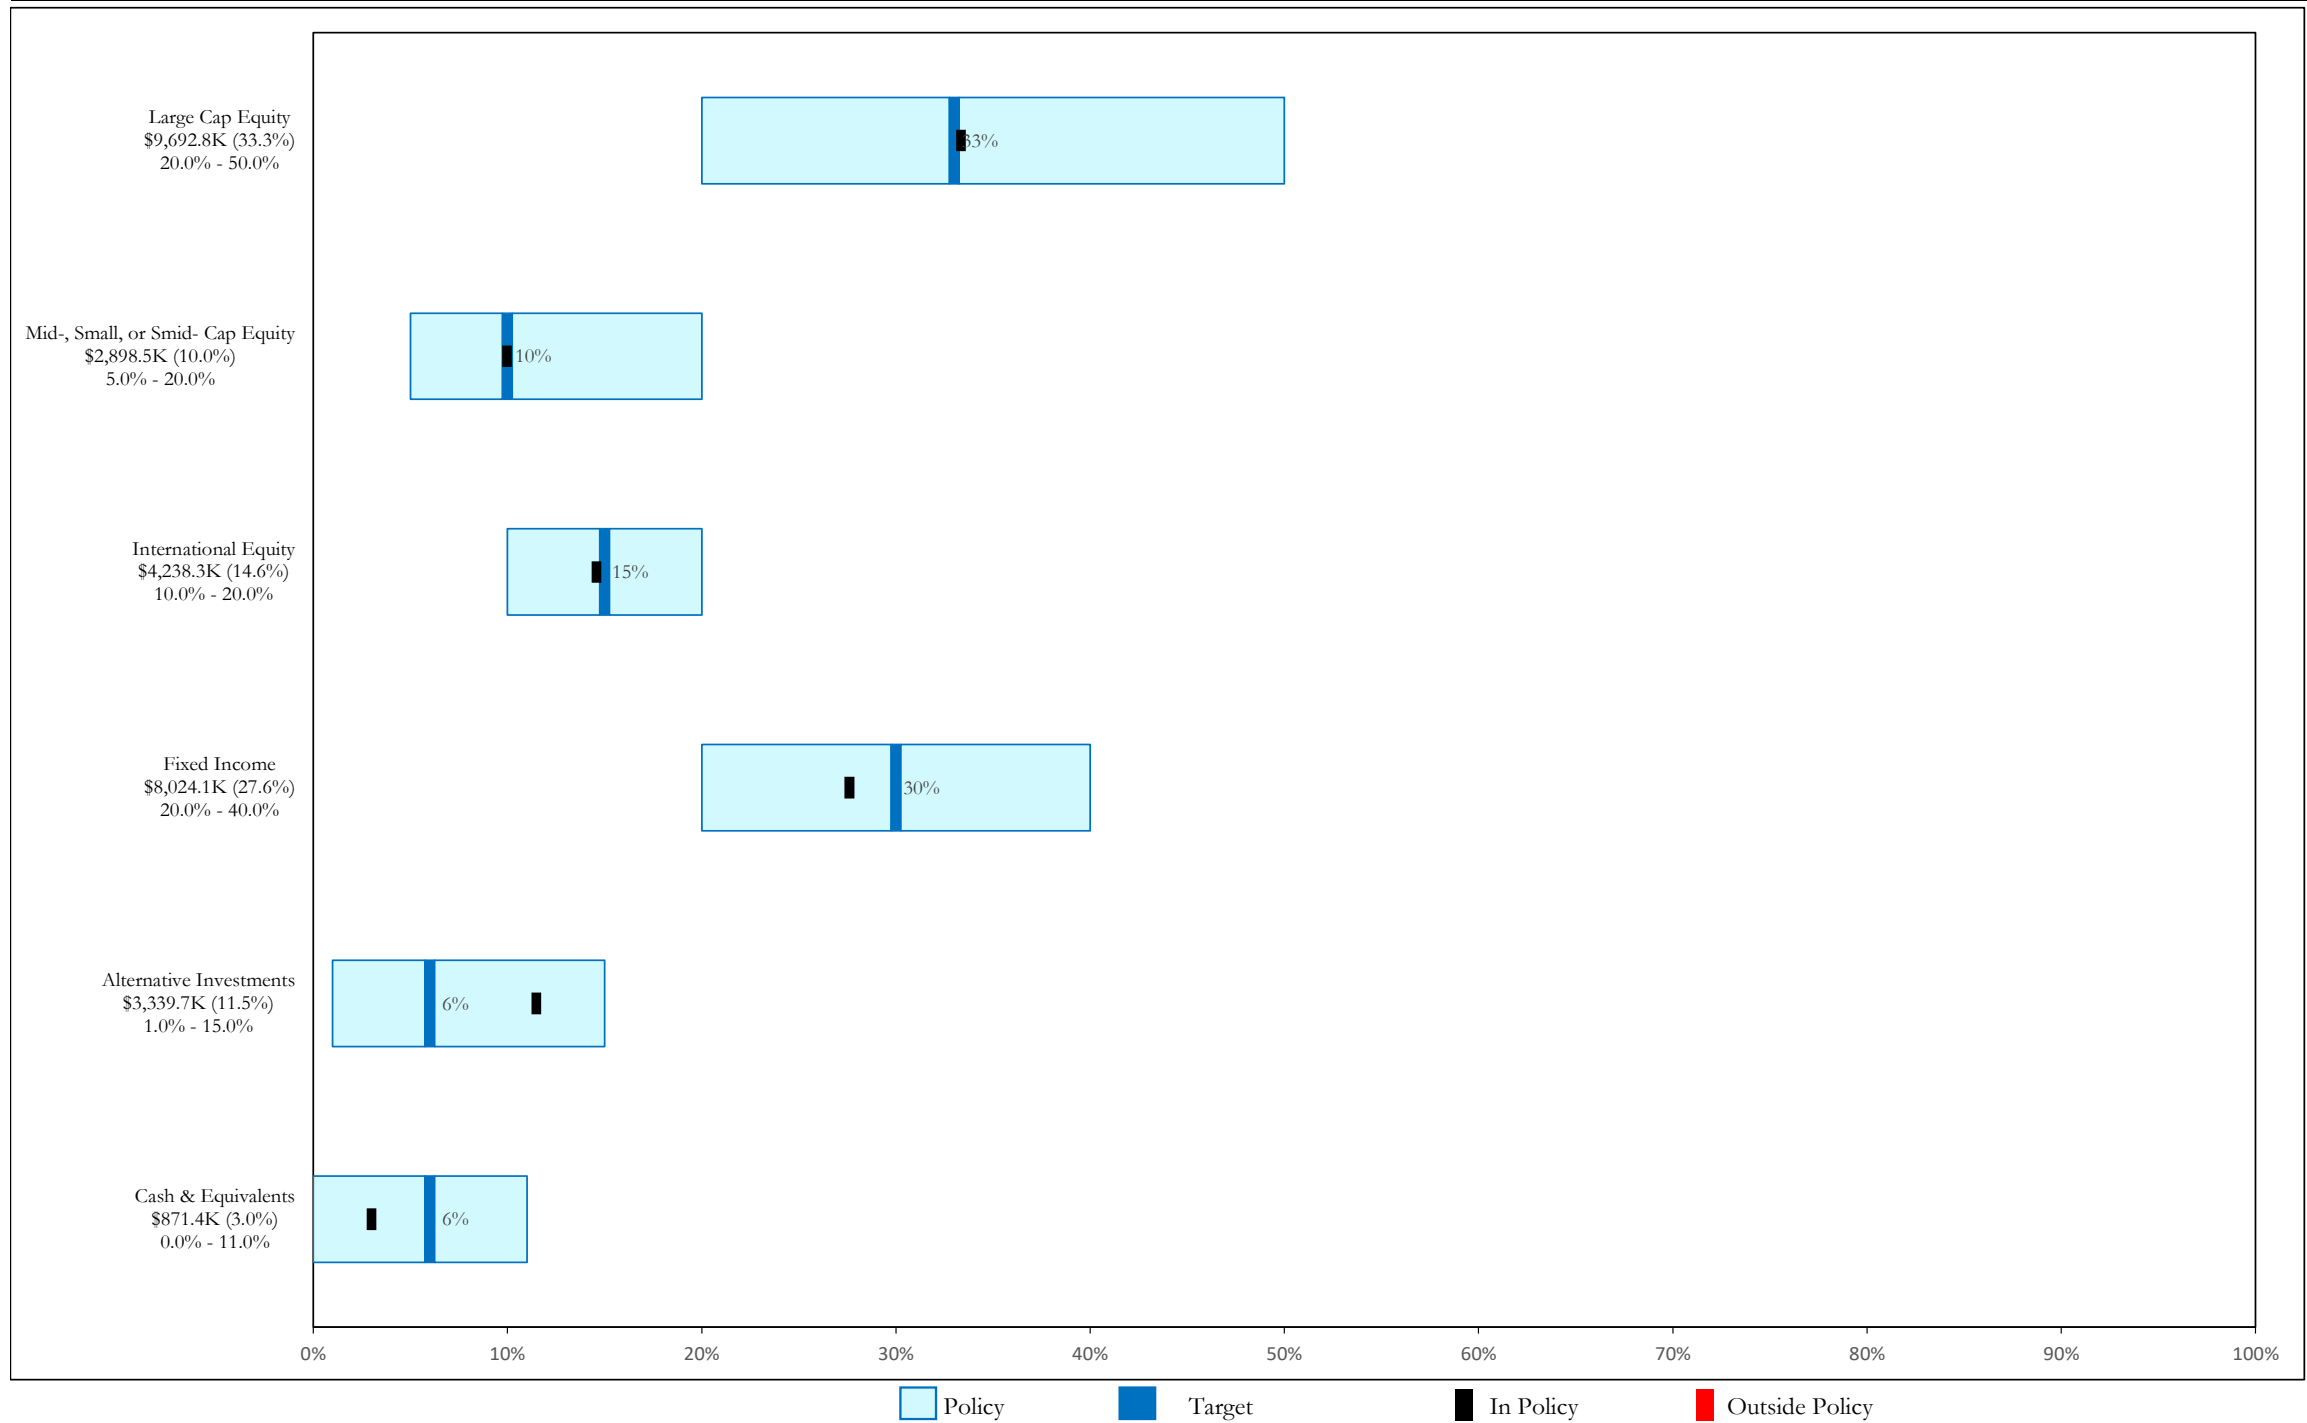 Large Cap Equity
$9,692.8K (33.3%)
20.0% - 50.0%
33%
Mid-, Small, or Smid- Cap Equity
$2,898.5K (10.0%)
5.0% - 20.0%
10%
International Equity
$4,238.3K (14.6%)
10.0% - 20.0%
15%
Fixed Income
$8,024.1K (27.6%)
20.0% - 40.0%
30%
Alternative Investments
$3,339.7K (11.5%)
1.0% - 15.0%
6%
Cash & Equivalents
$871.4K (3.0%)
0.0% - 11.0%
6%
0% 10% 20% 30% 40% 50% 60% 70% 80% 90% 100%
Policy Target In Policy Outside Policy